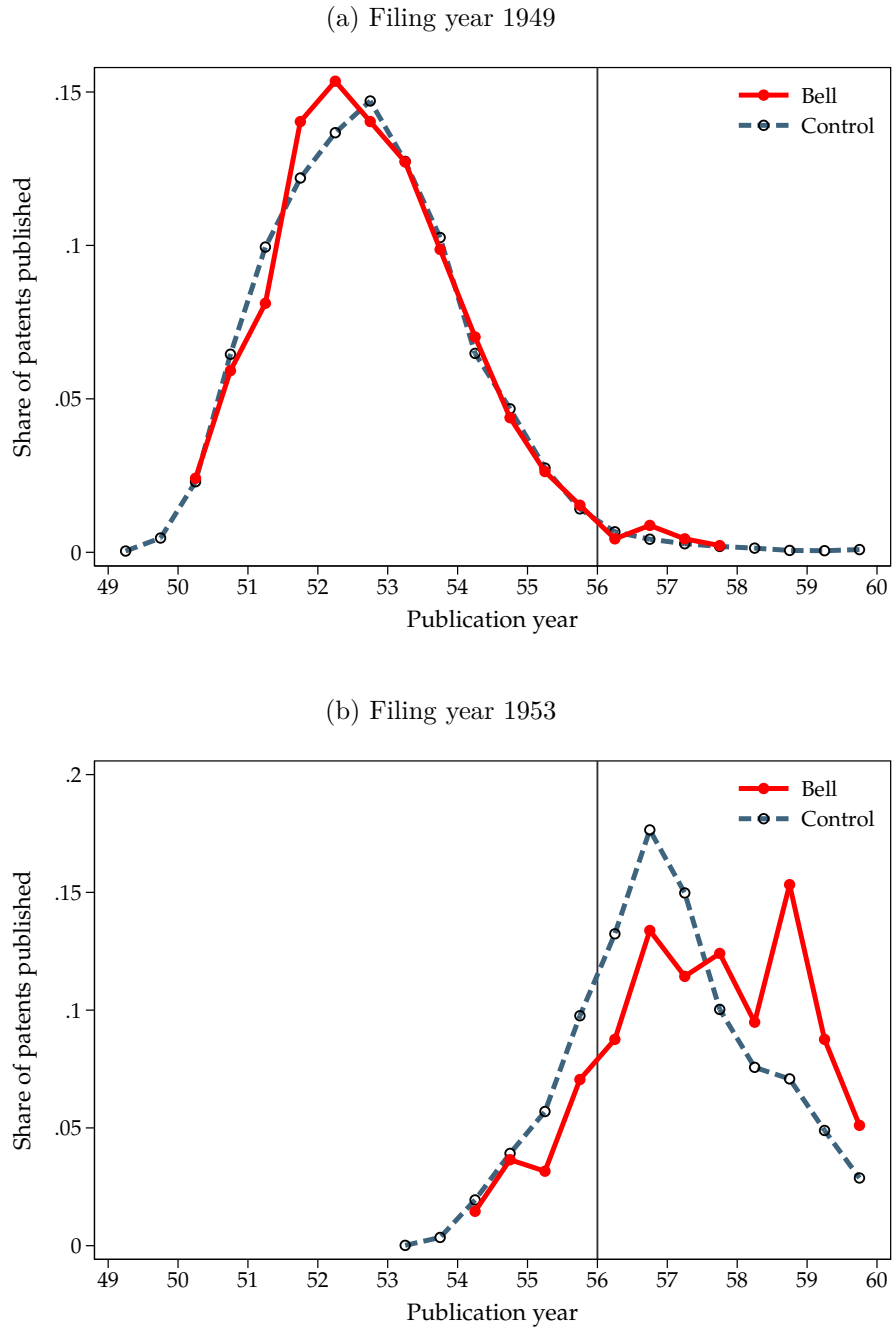 (a) Filing year 1949
Share of patents published
.15
.1
.05
0
Bell
Control
49 50 51 52 53 54 55 56 57 58 59 60
Publication year
(b) Filing year 1953
Share of patents published
.2
.15
.1
.05
0
Bell
Control
49 50 51 52 53 54 55 56 57 58 59 60
Publication year